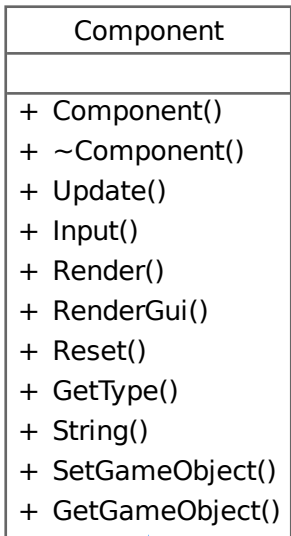 Component
+ Component()
+ ~Component()
+ Update()
+ Input()
+ Render()
+ RenderGui()
+ Reset()
+ GetType()
+ String()
+ SetGameObject()
+ GetGameObject()